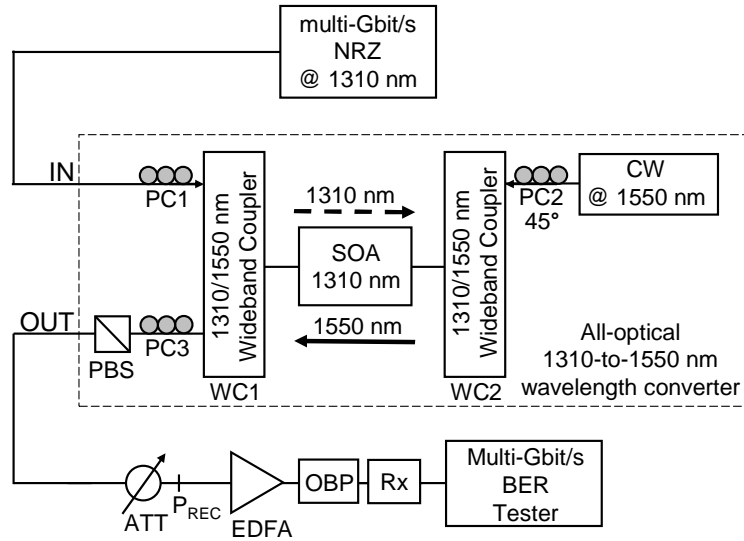 multi-Gbit/s
NRZ
@ 1310 nm
IN
PC1
1310/1550 nm
Wideband Coupler
WC1
1310 nm
SOA
1310 nm
1550 nm
1310/1550 nm
Wideband Coupler
WC2
PC2
45°
CW
@ 1550 nm
OUT
PBS
PC3
All-optical
1310-to-1550 nm
wavelength converter
ATT
PREC
EDFA
OBP
Rx
Multi-Gbit/s
BER
Tester